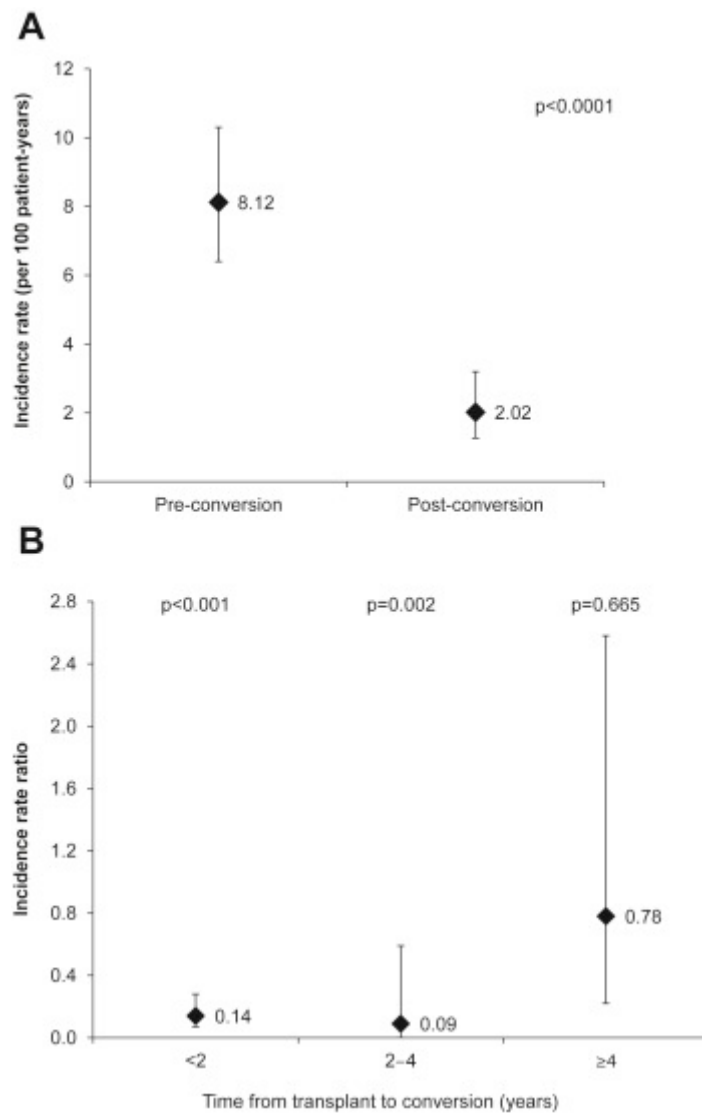 A
Incidence rate (per 100 patient-years)
12
10
8
6
4
2
0
p<0.0001
8.12
2.02
Pre-conversion
Post-conversion
B
Incidence rate ratio
2.8
2.4
2.0
1.6
1.2
0.8
0.4
0.0
p<0.001
p=0.002
p=0.665
0.14
0.09
0.78
<2
2–4
≥4
Time from transplant to conversion (years)